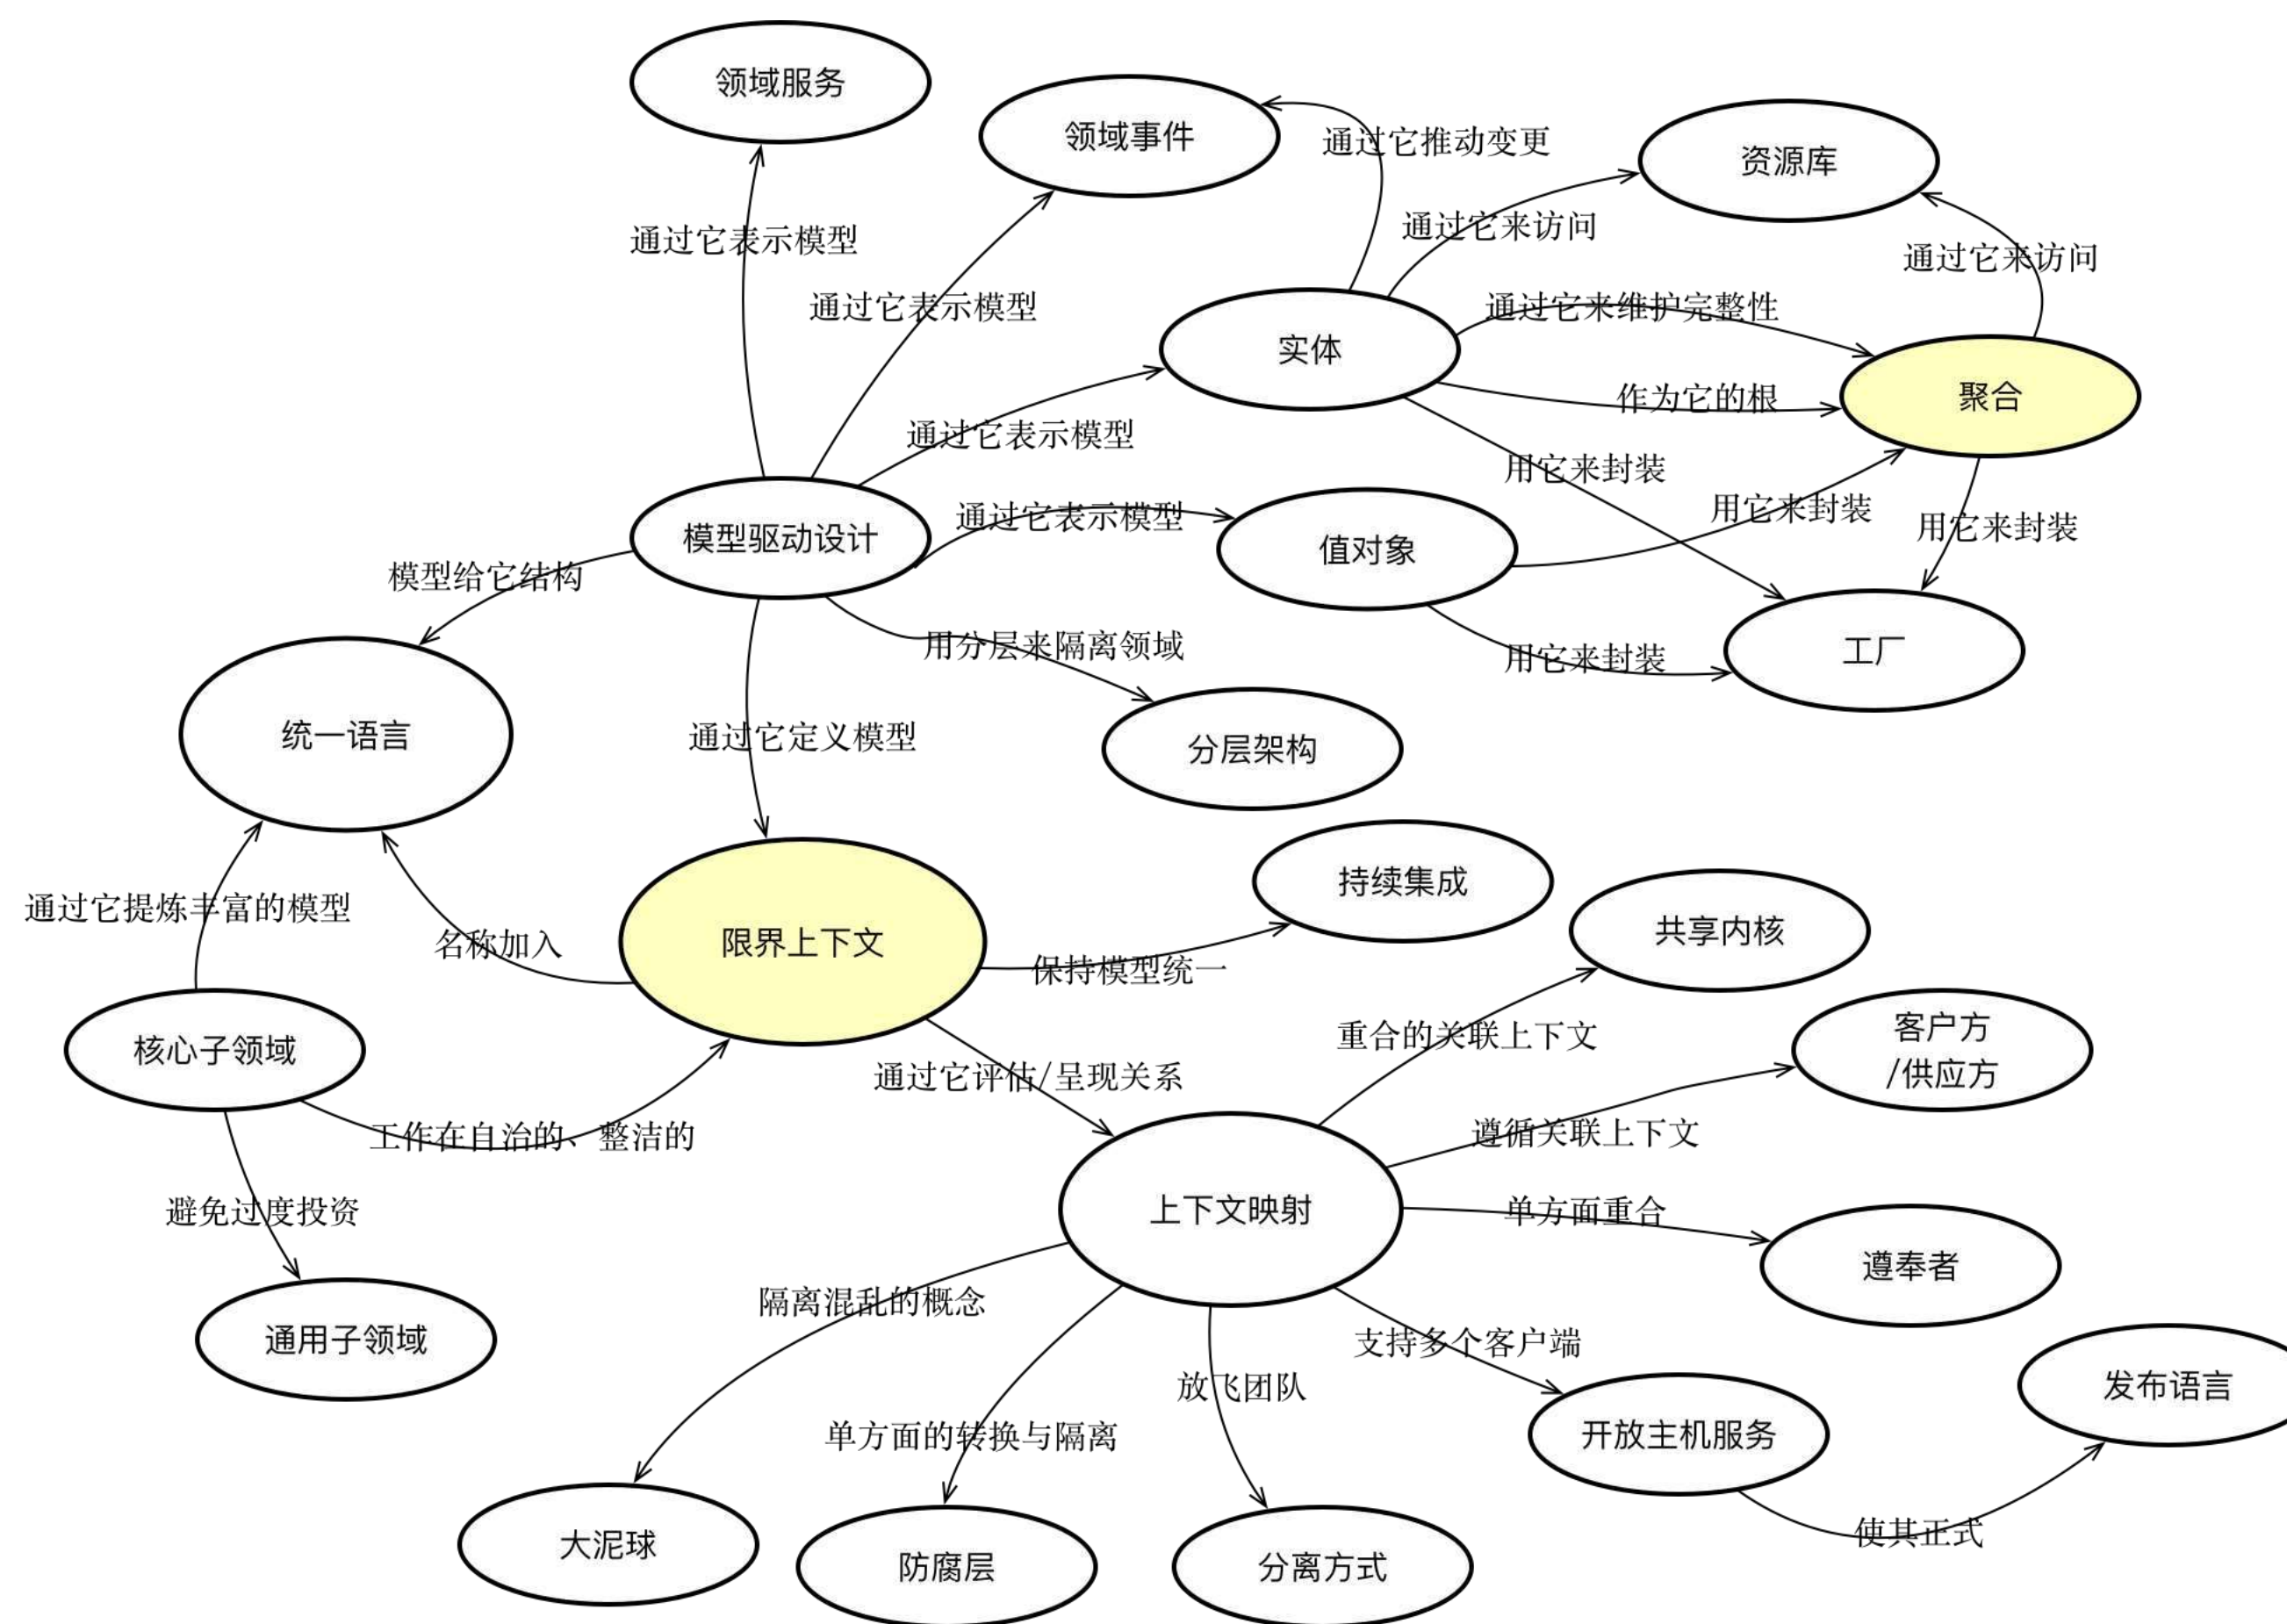 领域服务
领域事件
通过它推动变更
资源库
通过它表示模型
通过它来访问
通过它来访问
通过它表示模型
通过它来维护完整性
实体
聚合
作为它的根
通过它表示模型
用它来封装
通过它表示模型
用它来封装
用它来封装
模型驱动设计
值对象
模型给它结构
用分层来隔离领域
用它来封装
工厂
统一语言
通过它定义模型
分层架构
持续集成
通过它提炼丰富的模型
名称加入
限界上下文
共享内核
保持模型统一
客户方
/供应方
重合的关联上下文
核心子领域
通过它评估/呈现关系
工作在自治的、整洁的
遵循关联上下文
避免过度投资
上下文映射
单方面重合
遵奉者
隔离混乱的概念
通用子领域
支持多个客户端
放飞团队
发布语言
单方面的转换与隔离
开放主机服务
使其正式
大泥球
防腐层
分离方式